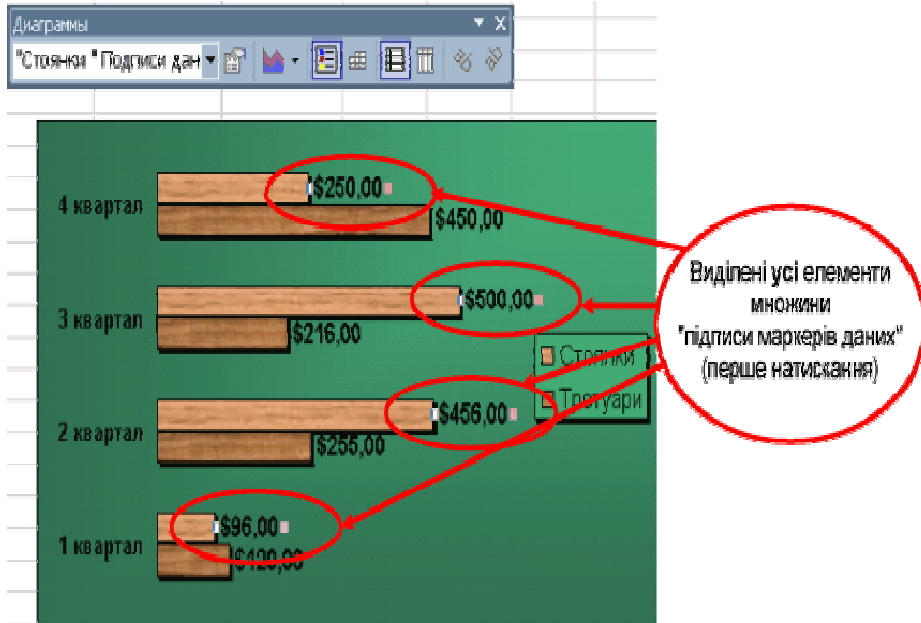 Диаграммы
"Стоянки " Подписи дан
4 квартал
$250,00
$450,00
3 квартал
$500,00
$216,00
2 квартал
$456,00
$255,00
1 квартал
$96,00
$120,00
Стоянки
Тротуари
Виділені усі елементи
множини
"підписи маркерів даних"
(перше натискання)